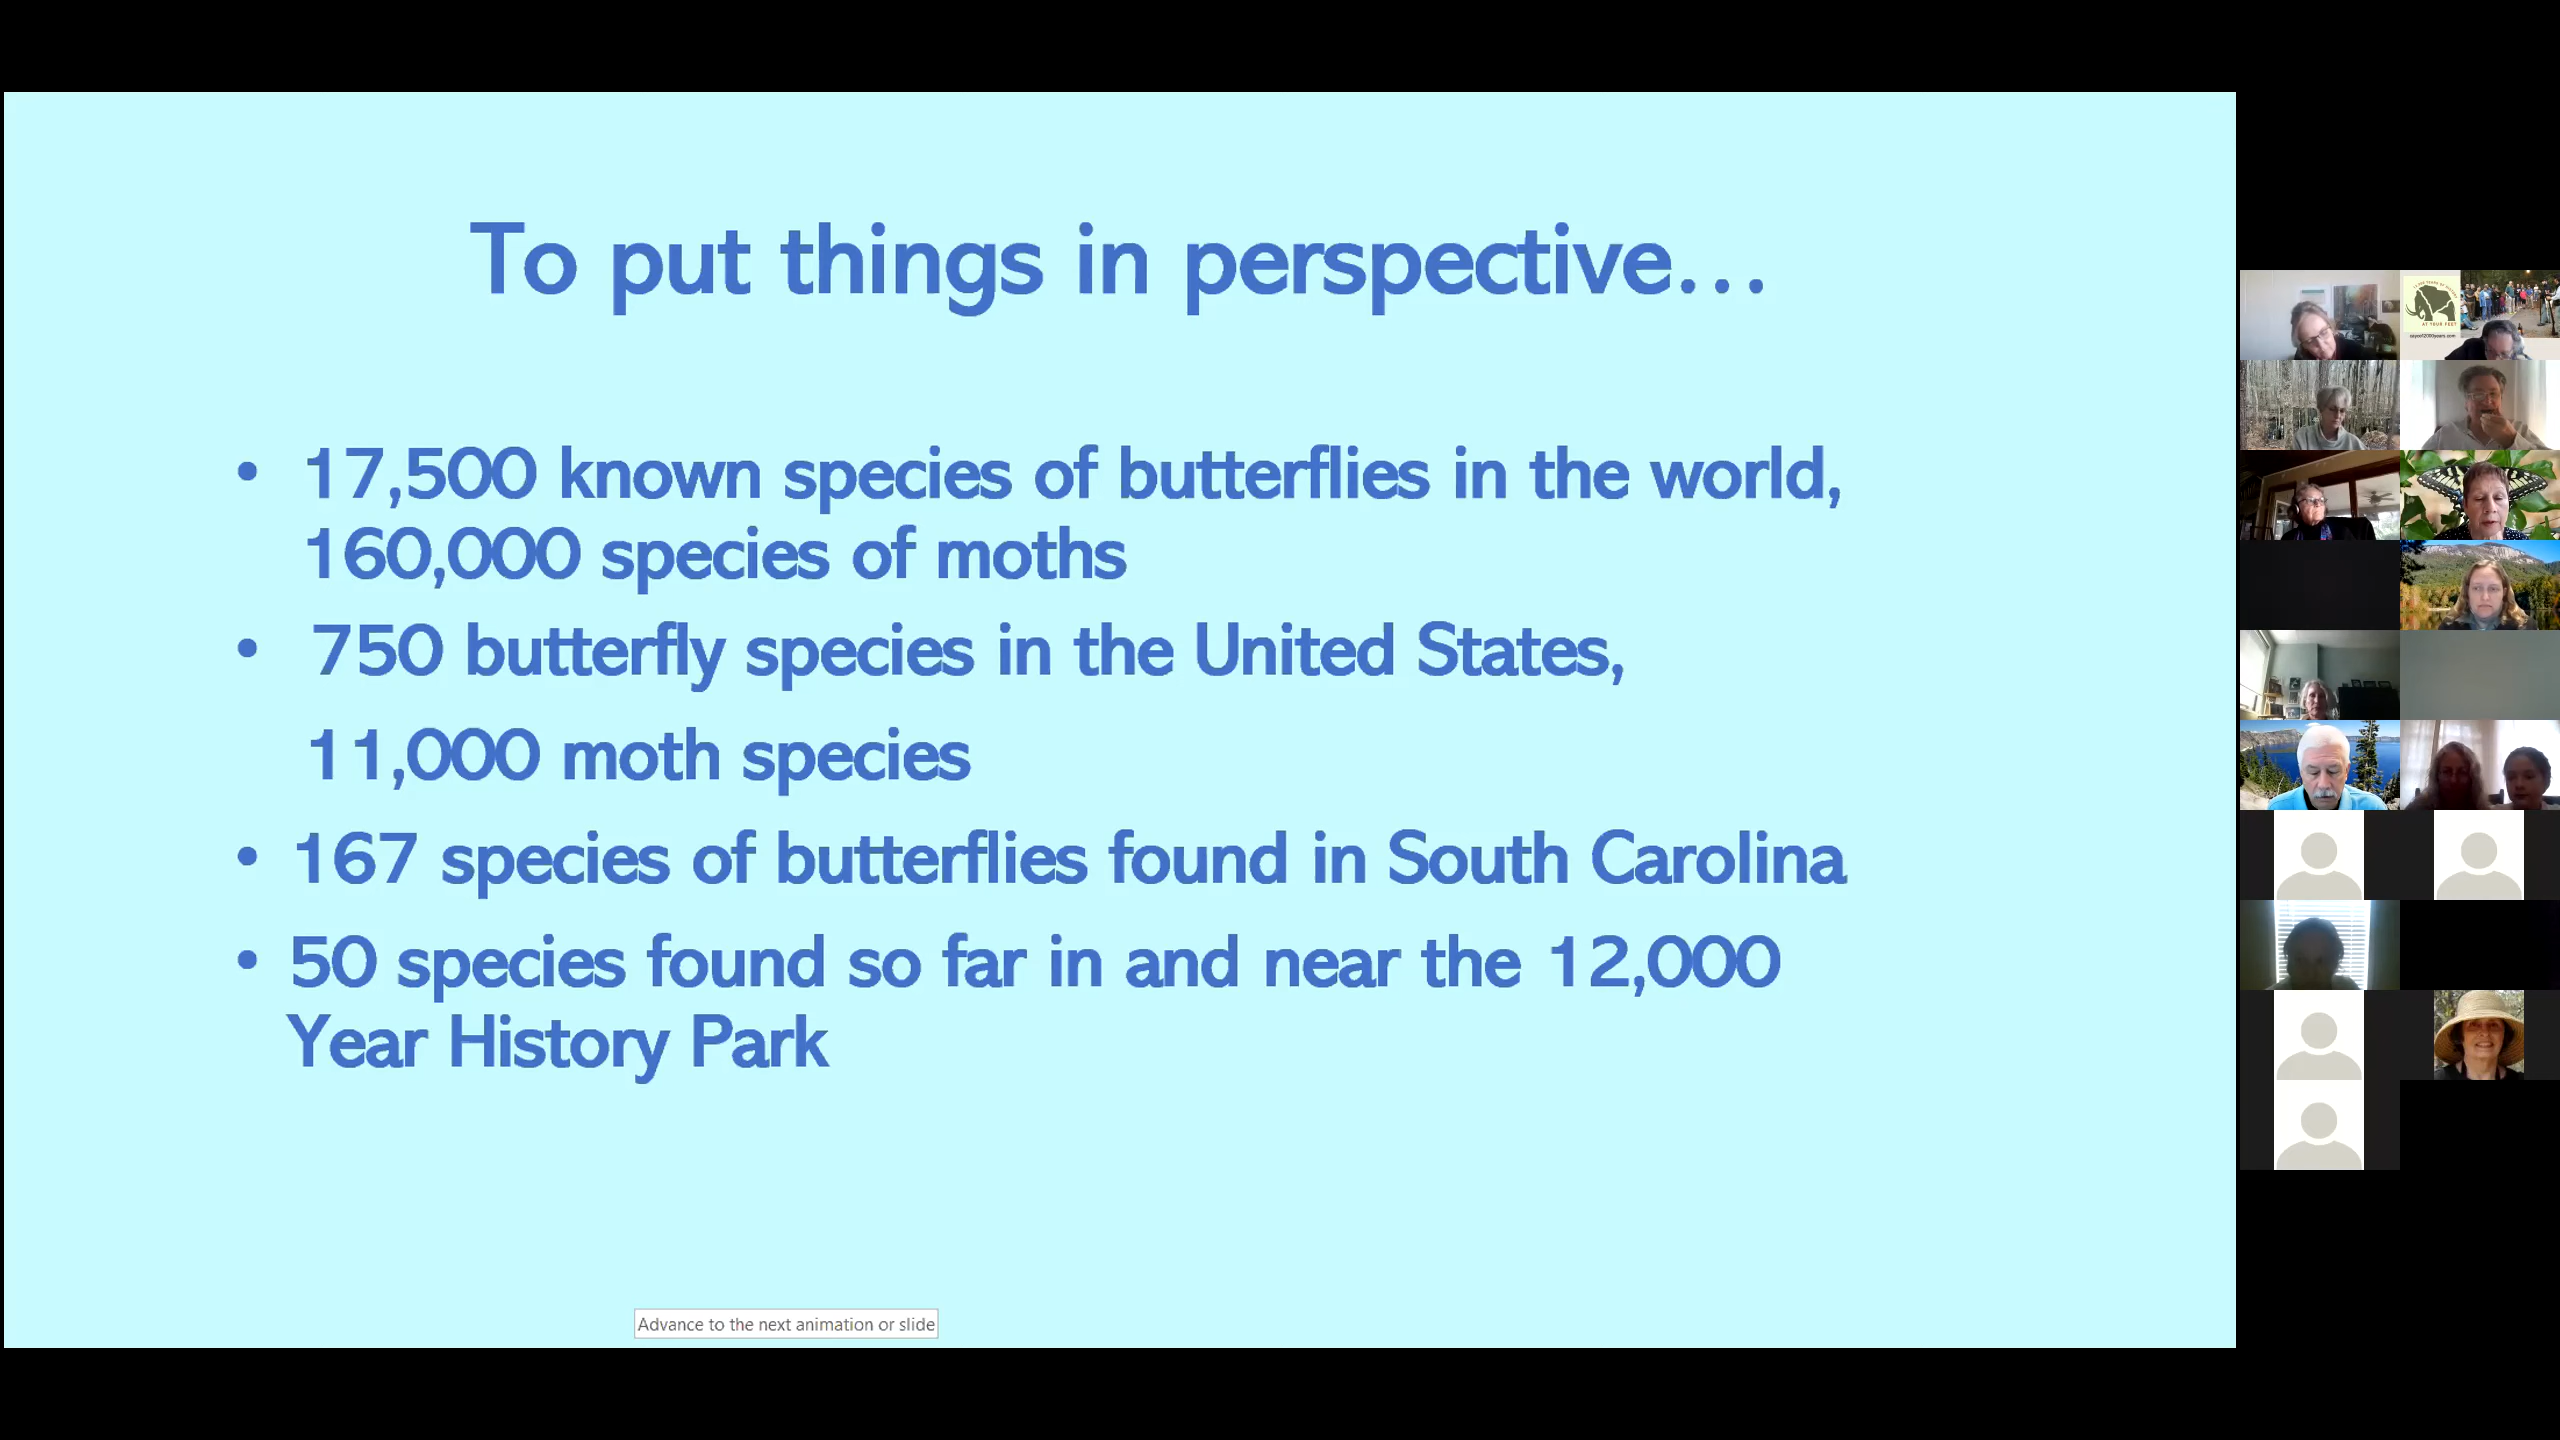 To put things in perspective…
• 17,500 known species of butterflies in the world,
160,000 species of moths
• 750 butterfly species in the United States,
11,000 moth species
• 167 species of butterflies found in South Carolina
• 50 species found so far in and near the 12,000
Year History Park
Advance to the next animation or slide
AT YOUR FEET